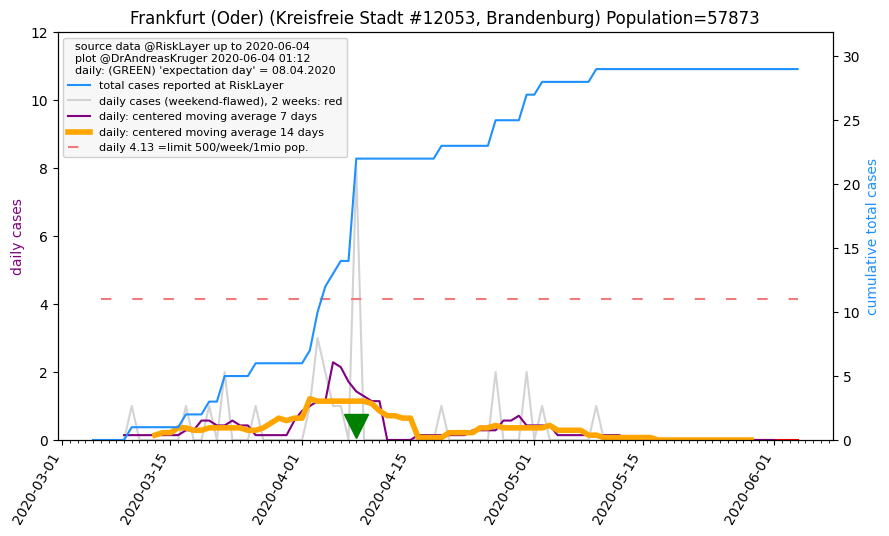 Frankfurt (Oder) (Kreisfreie Stadt #12053, Brandenburg) Population=57873
source data @RiskLayer up to 2020-06-04
plot @DrAndreasKruger 2020-06-04 01:12
daily: (GREEN) 'expectation day' = 08.04.2020
total cases reported at RiskLayer
daily cases (weekend-flawed), 2 weeks: red
daily: centered moving average 7 days
daily: centered moving average 14 days
daily 4.13 =limit 500/week/1mio pop.
daily cases
12
10
8
6
4
2
0
cumulative total cases
30
25
20
15
10
5
0
2020-03-01
2020-03-15
2020-04-01
2020-04-15
2020-05-01
2020-05-15
2020-06-01